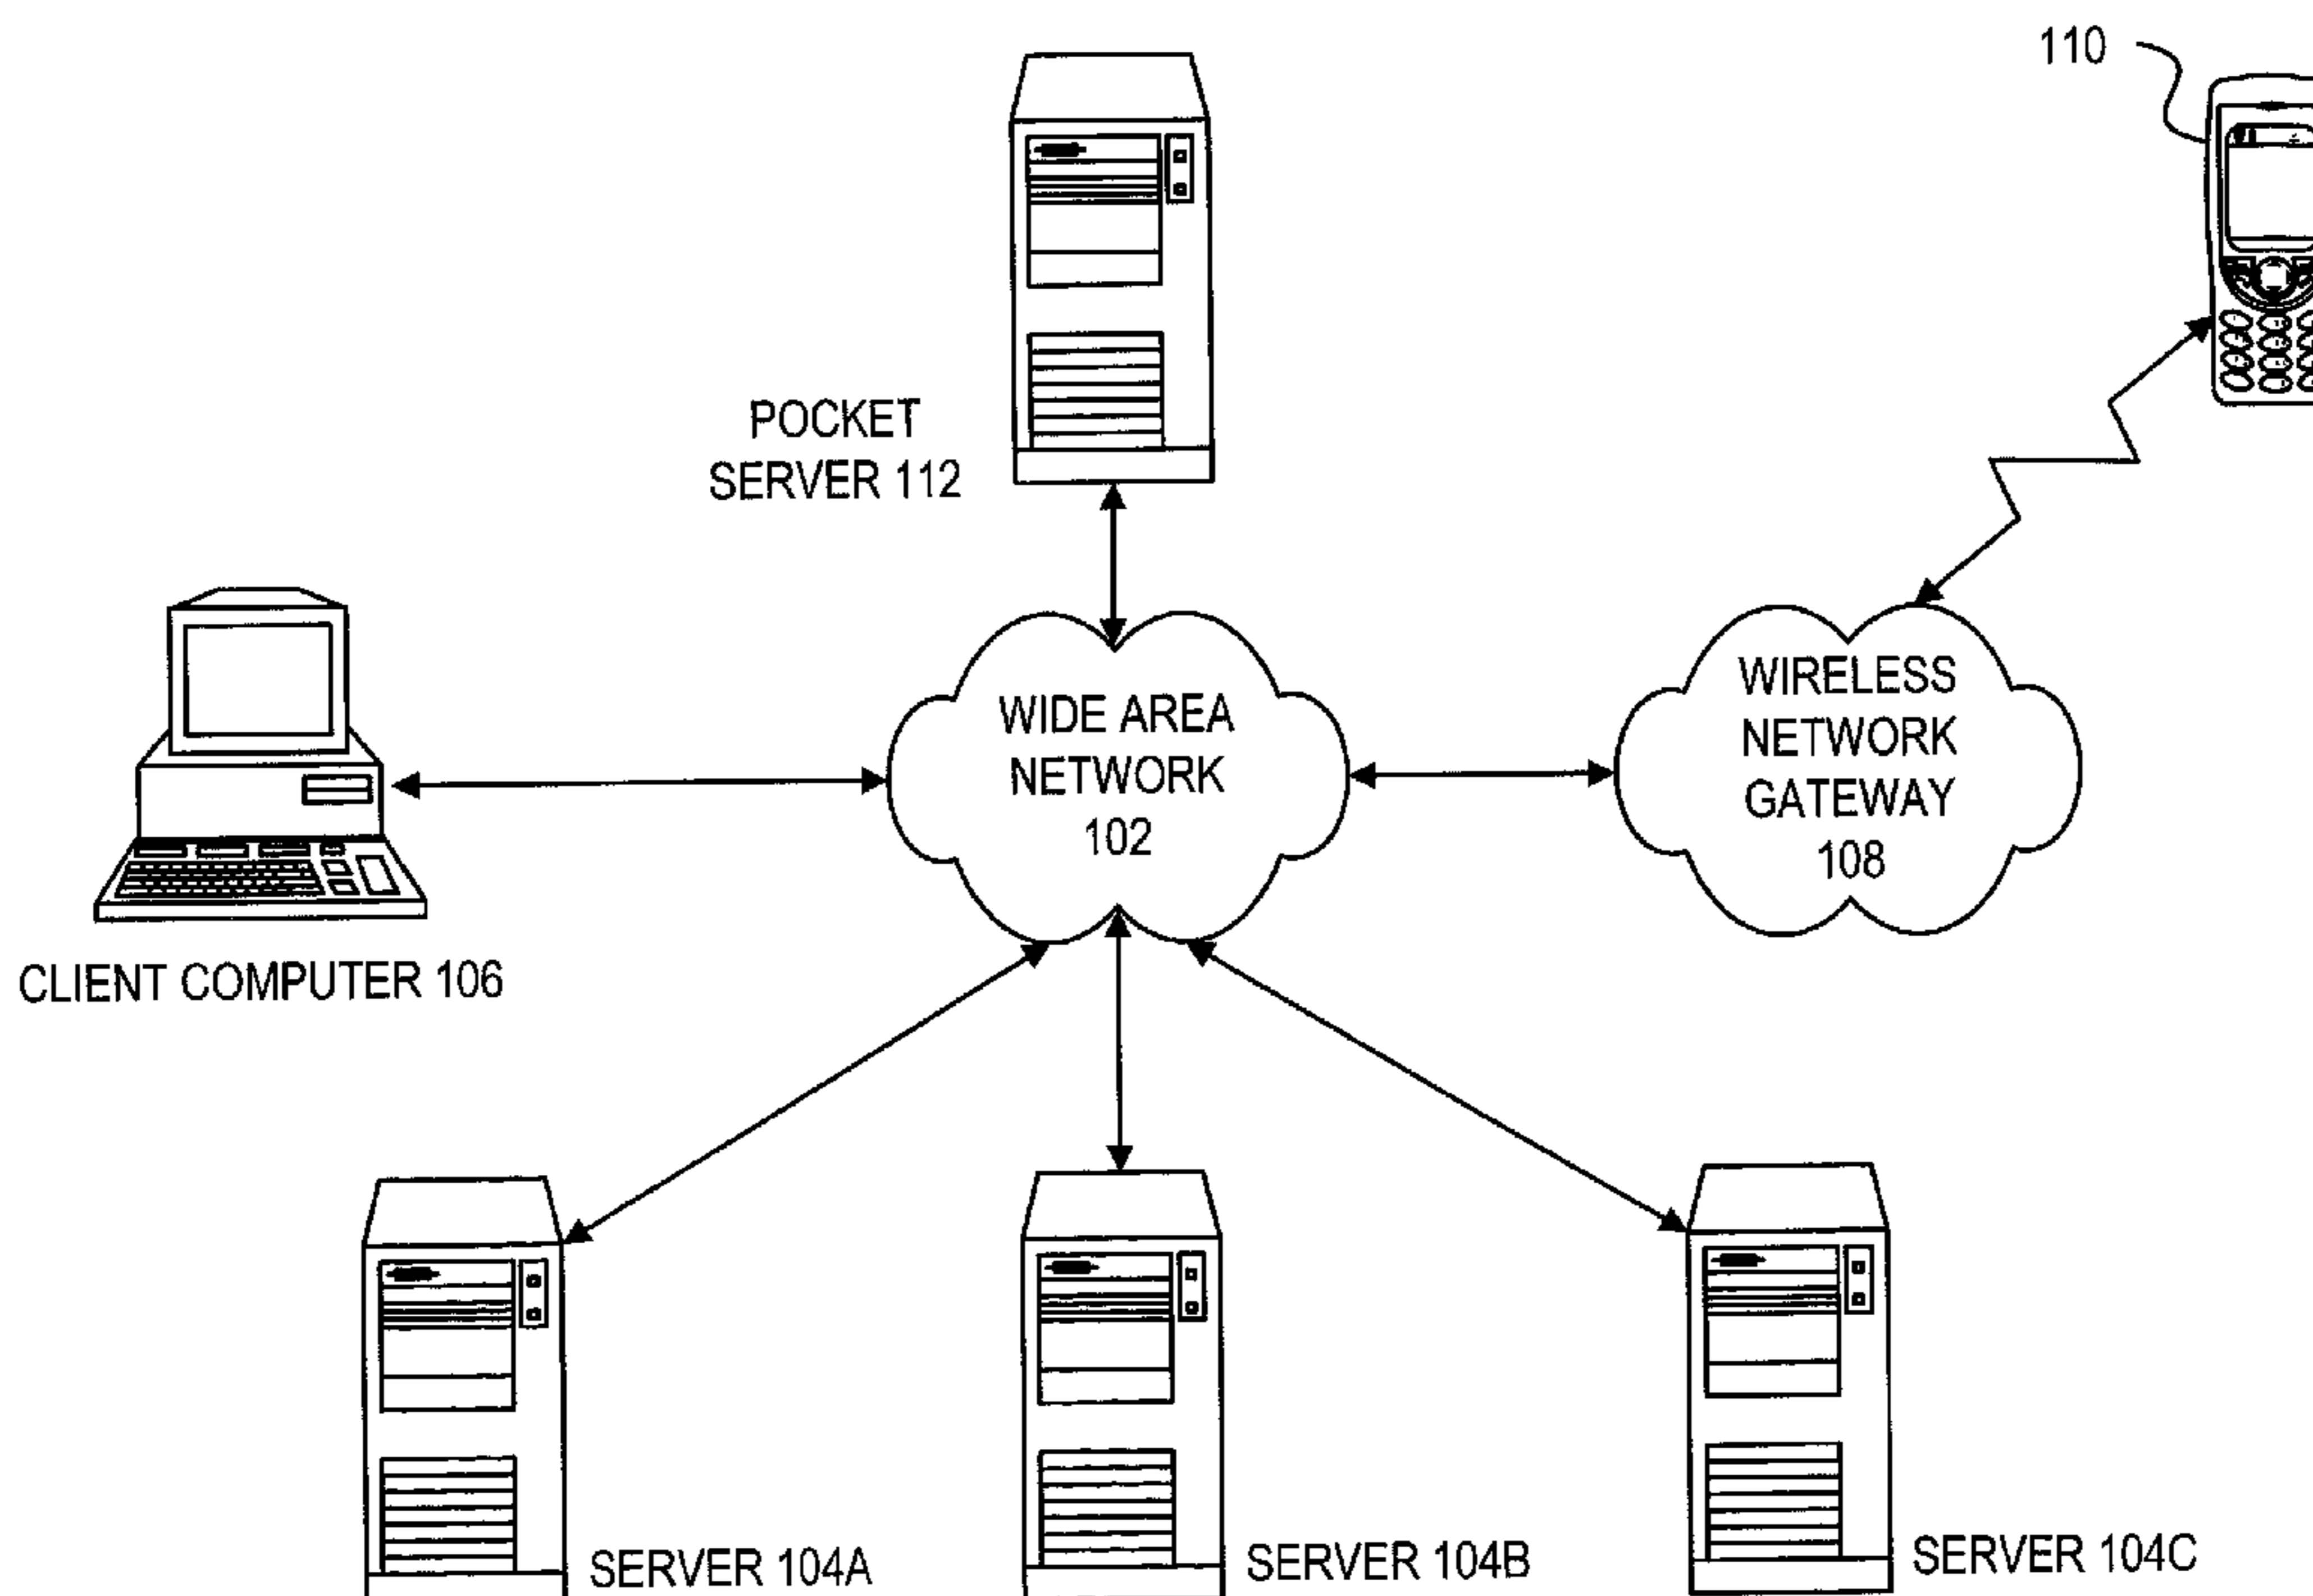 110
POCKET
SERVER 112
WIDE AREA
NETWORK
102
WIRELESS
NETWORK
GATEWAY
108
CLIENT COMPUTER 106
SERVER 104A
SERVER 104B
SERVER 104C